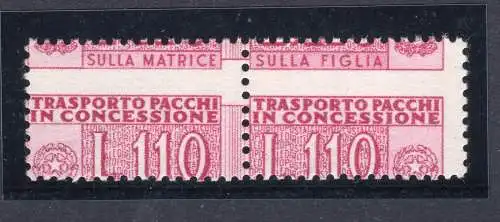 SULLA MATRICE SULLA FIGLIA
TRASPORTO PACCHI TRASPORTO PACCHI
IN CONCESSIONE IN CONCESSIONE
L.110 L.110